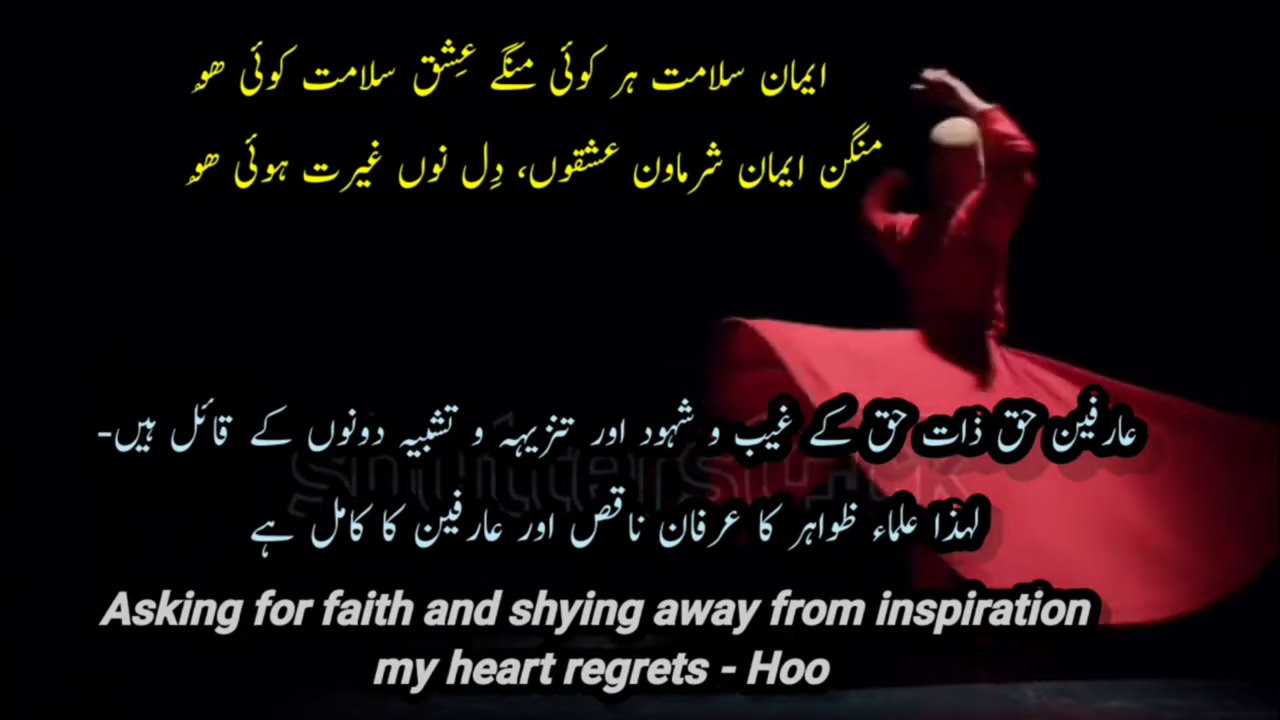 ایمان سلامت ہر کوئی منگے عِشق سلامت کوئی ھوُ
منگن ایمان شرماون عشقوں، دِل نوں غیرت ہوئی ھوُ
عارفین حق ذات حق کے غیب و شہود اور تنزیہہ و تشبیہ دونوں کے قائل ہیں-
لہذا علماء ظواہر کا عرفان ناقص اور عارفین کا کامل ہے
Asking for faith and shying away from inspiration
my heart regrets - Hoo